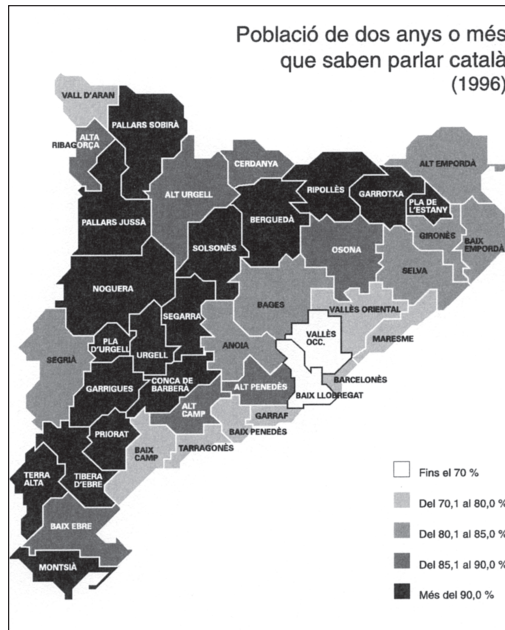 Població de dos anys o més
que saben parlar català
(1996)
VALL D'ARAN
PALLARS SOBIRÀ
ALTA
RIBAGORÇA
CERDANYA
ALT EMPORDÀ
ALT URGELL
RIPOLLÈS
GARROTXA
PLA DE
L'ESTANY
PALLARS JUSSÀ
BERGUEDÀ
GIRONÈS
BAIX
EMPORDÀ
SOLSONÈS
OSONA
SELVA
NOGUERA
BAGES
VALLÈS ORIENTAL
SEGARRA
VALLÈS
OCC.
MARESME
PLA
D'URGELL
URGELL
ANOIA
SEGRIÀ
BARCELONÈS
GARRIGUES
CONCA DE
BARBERÀ
ALT PENEDÈS
BAIX LLOBREGAT
ALT
CAMP
GARRAF
PRIORAT
BAIX PENEDÈS
BAIX
CAMP
TARRAGONÈS
TERRA
ALTA
TIBERA
D'EBRE
BAIX EBRE
MONTSIÀ
Fins el 70 %
Del 70,1 al 80,0 %
Del 80,1 al 85,0 %
Del 85,1 al 90,0 %
Més del 90,0 %